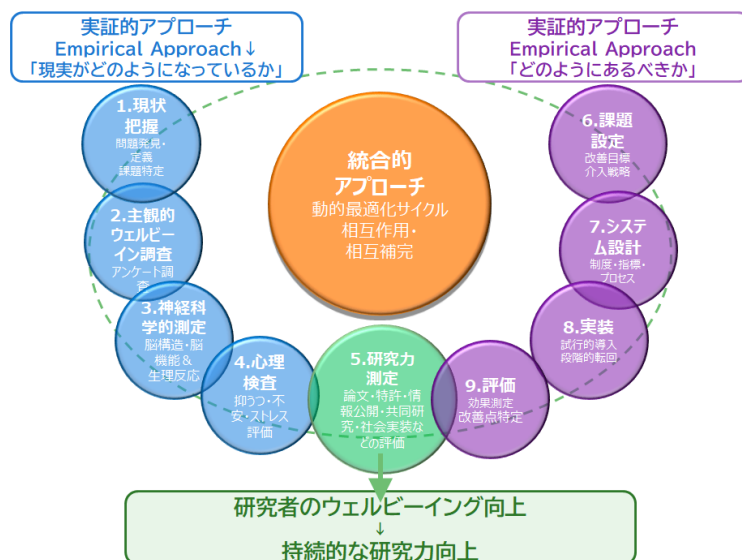 実証的アプローチ
Empirical Approach↓
「現実がどのようになっているか」
実証的アプローチ
Empirical Approach
「どのようにあるべきか」
1.現状
把握
問題発見・
定義
課題特定
2.主観的
ウェルビー
イン調査
アンケート調
査
3.神経科
学的測定
脳構造・脳
機能＆
生理反応
4.心理
検査
抑うつ・不
安・ストレス
評価
5.研究力
測定
論文・特許・情
報公開・共同研
究・社会実装な
どの評価
統合的
アプローチ
動的最適化サイクル
相互作用・
相互補完
6.課題
設定
改善目標
介入戦略
7.システ
ム設計
制度・指標・
プロセス
8.実装
試行的導入
段階的転回
9.評価
効果測定
改善点特定
研究者のウェルビーイング向上
↓
持続的な研究力向上